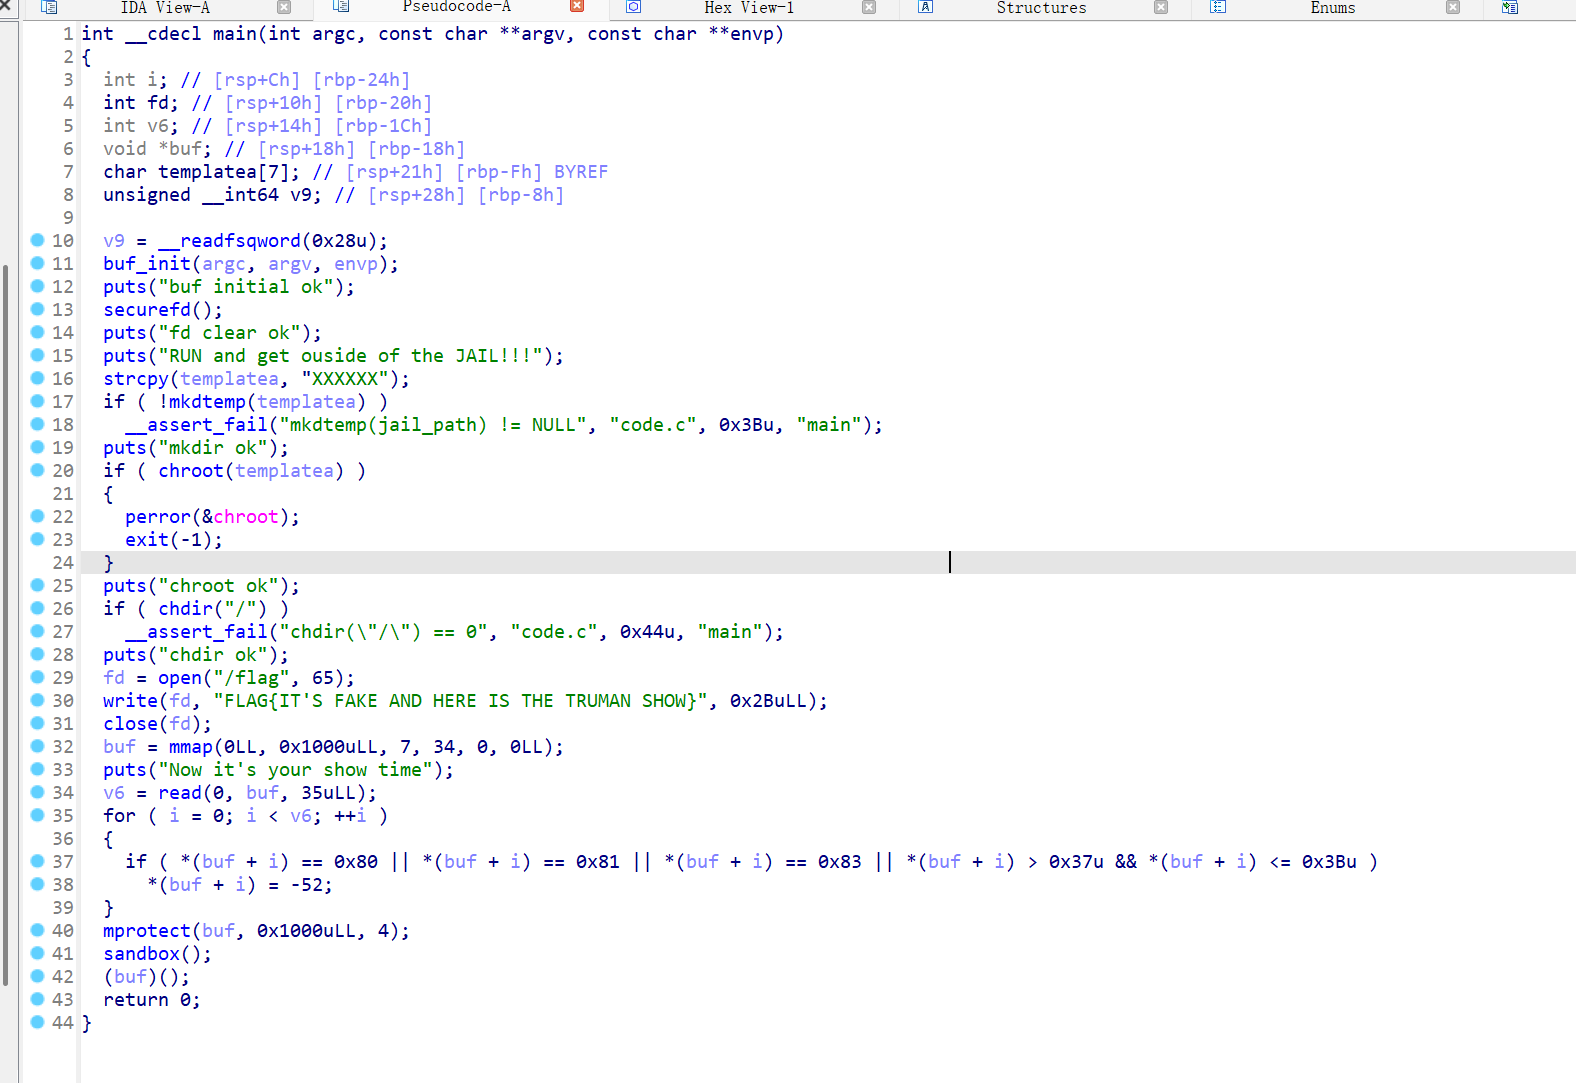 IDA View-A Pseudocode-A Hex View-1 Structures Enums
1 int __cdecl main(int argc, const char **argv, const char **envp)
2 {
3 int i; // [rsp+Ch] [rbp-24h]
4 int fd; // [rsp+10h] [rbp-20h]
5 int v6; // [rsp+14h] [rbp-1Ch]
6 void *buf; // [rsp+18h] [rbp-18h]
7 char templatea[7]; // [rsp+21h] [rbp-Fh] BYREF
8 unsigned __int64 v9; // [rsp+28h] [rbp-8h]
9
10 v9 = __readfsqword(0x28u);
11 buf_init(argc, argv, envp);
12 puts("buf initial ok");
13 securefd();
14 puts("fd clear ok");
15 puts("RUN and get ouside of the JAIL!!!");
16 strcpy(templatea, "XXXXXX");
17 if ( !mkdtemp(templatea) )
18 __assert_fail("mkdtemp(jail_path) != NULL", "code.c", 0x3Bu, "main");
19 puts("mkdir ok");
20 if ( chroot(templatea) )
21 {
22 perror(&chroot);
23 exit(-1);
24 }
25 puts("chroot ok");
26 if ( chdir("/") )
27 __assert_fail("chdir(\"/\") == 0", "code.c", 0x44u, "main");
28 puts("chdir ok");
29 fd = open("/flag", 65);
30 write(fd, "FLAG{IT'S FAKE AND HERE IS THE TRUMAN SHOW}", 0x2BuLL);
31 close(fd);
32 buf = mmap(0LL, 0x1000uLL, 7, 34, 0, 0LL);
33 puts("Now it's your show time");
34 v6 = read(0, buf, 35uLL);
35 for ( i = 0; i < v6; ++i )
36 {
37 if ( *(buf + i) == 0x80 || *(buf + i) == 0x81 || *(buf + i) == 0x83 || *(buf + i) > 0x37u && *(buf + i) <= 0x3Bu )
38 *(buf + i) = -52;
39 }
40 mprotect(buf, 0x1000uLL, 4);
41 sandbox();
42 (buf)();
43 return 0;
44 }